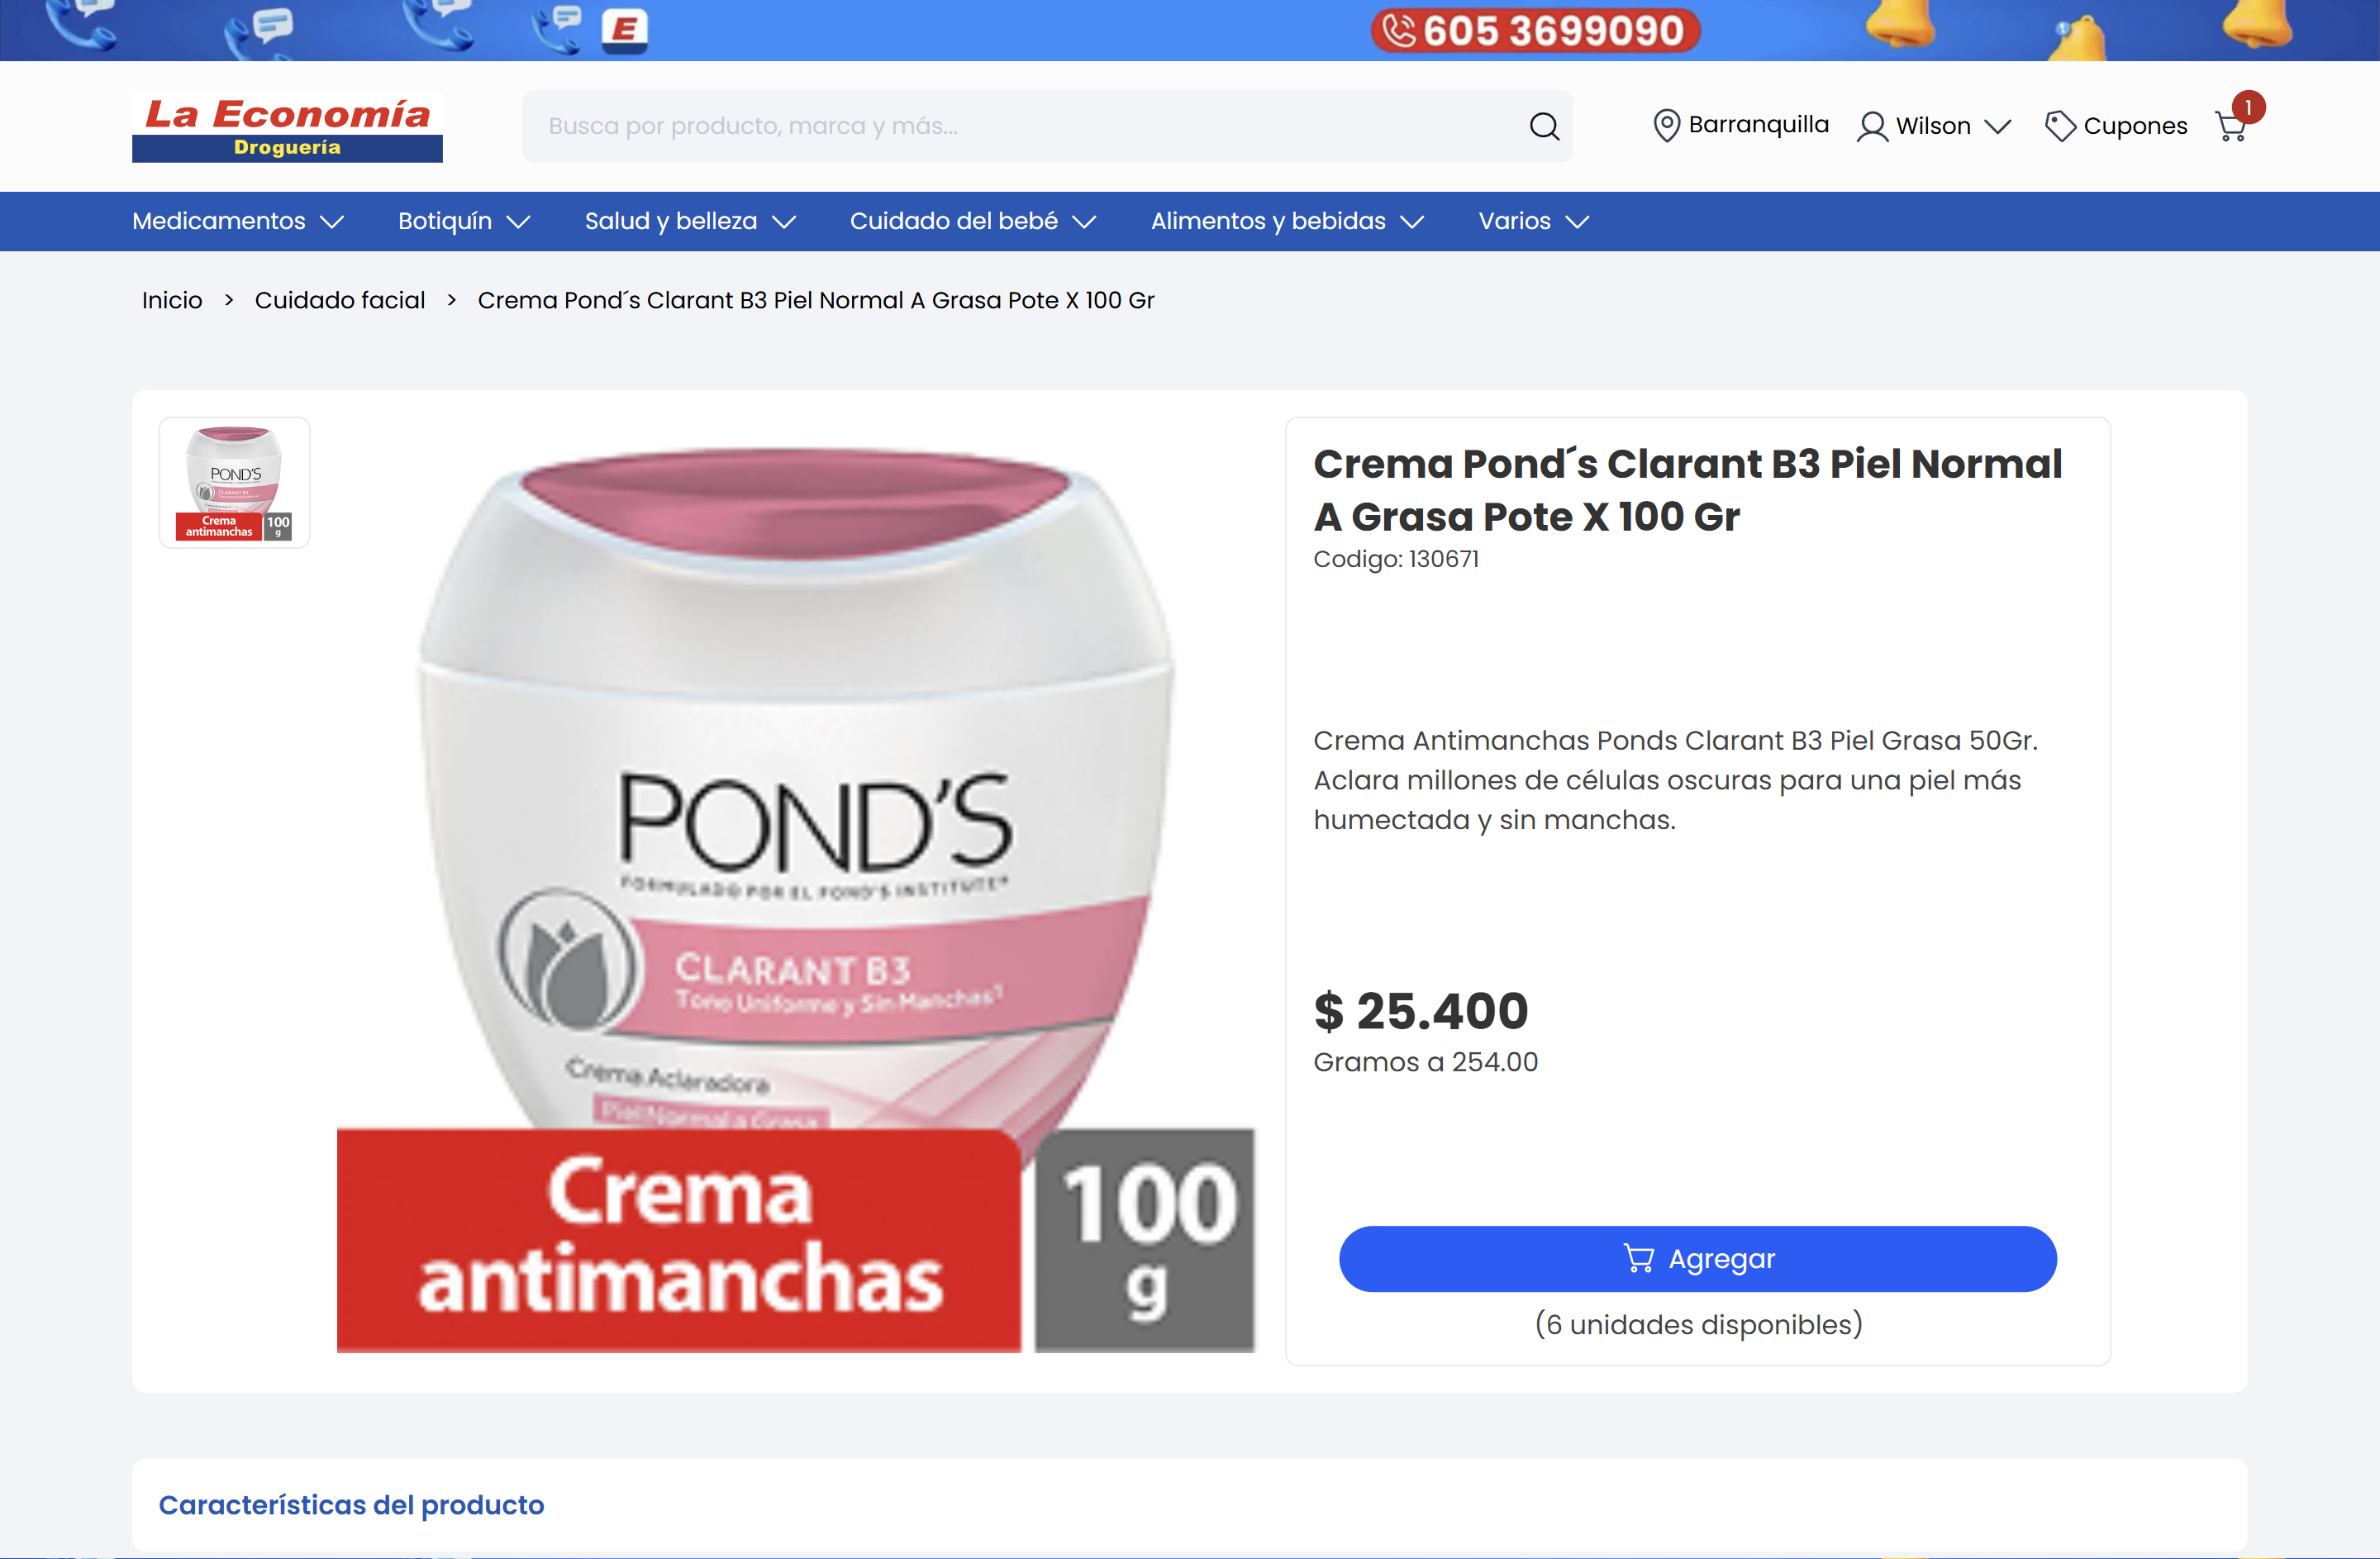 E
605 3699090
La Economía
Droguería
Busca por producto, marca y más...
Barranquilla
Wilson
Cupones
1
Medicamentos
Botiquín
Salud y belleza
Cuidado del bebé
Alimentos y bebidas
Varios
Inicio > Cuidado facial > Crema Pond´s Clarant B3 Piel Normal A Grasa Pote X 100 Gr
POND'S
CLARANT B3
Crema
antimanchas
100
g
POND'S
FORMULADO POR EL POND'S INSTITUTE
CLARANT B3
Tono Uniforme y Sin Manchas¹
Crema Aclaradora
Piel Normal a Grasa
Crema
antimanchas
100
g
Crema Pond´s Clarant B3 Piel Normal
A Grasa Pote X 100 Gr
Codigo: 130671
Crema Antimanchas Ponds Clarant B3 Piel Grasa 50Gr.
Aclara millones de células oscuras para una piel más
humectada y sin manchas.
$ 25.400
Gramos a 254.00
Agregar
(6 unidades disponibles)
Características del producto